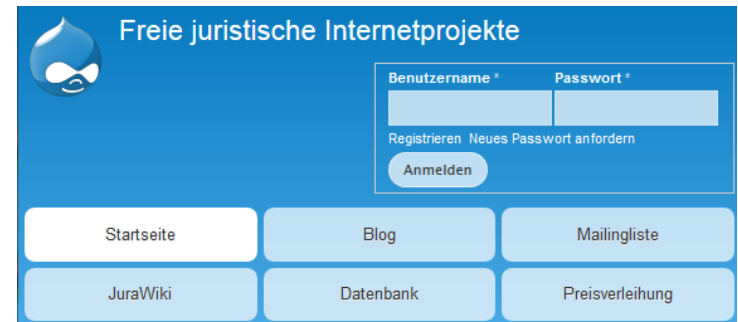 Freie juristische Internetprojekte
Benutzername * Passwort *
Registrieren Neues Passwort anfordern
Anmelden
Startseite Blog Mailingliste
JuraWiki Datenbank Preisverleihung